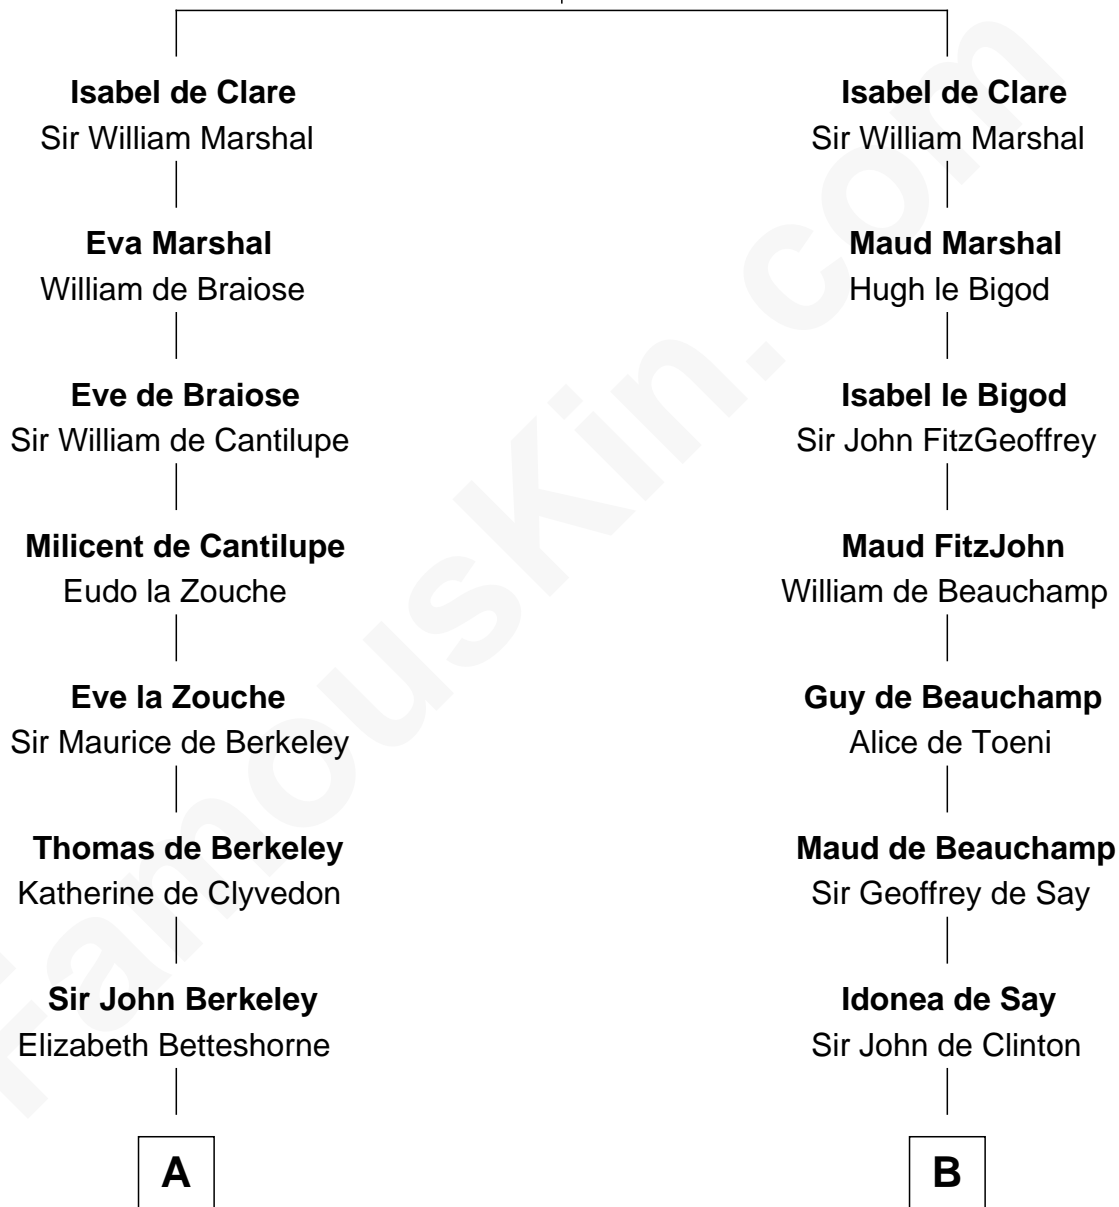 Isabel de Clare
Sir William Marshal
Eva Marshal
William de Braiose
Eve de Braiose
Sir William de Cantilupe
Milicent de Cantilupe
Eudo la Zouche
Eve la Zouche
Sir Maurice de Berkeley
Thomas de Berkeley
Katherine de Clyvedon
Sir John Berkeley
Elizabeth Betteshorne
A
Isabel de Clare
Sir William Marshal
Maud Marshal
Hugh le Bigod
Isabel le Bigod
Sir John FitzGeoffrey
Maud FitzJohn
William de Beauchamp
Guy de Beauchamp
Alice de Toeni
Maud de Beauchamp
Sir Geoffrey de Say
Idonea de Say
Sir John de Clinton
B
FamousKin.com